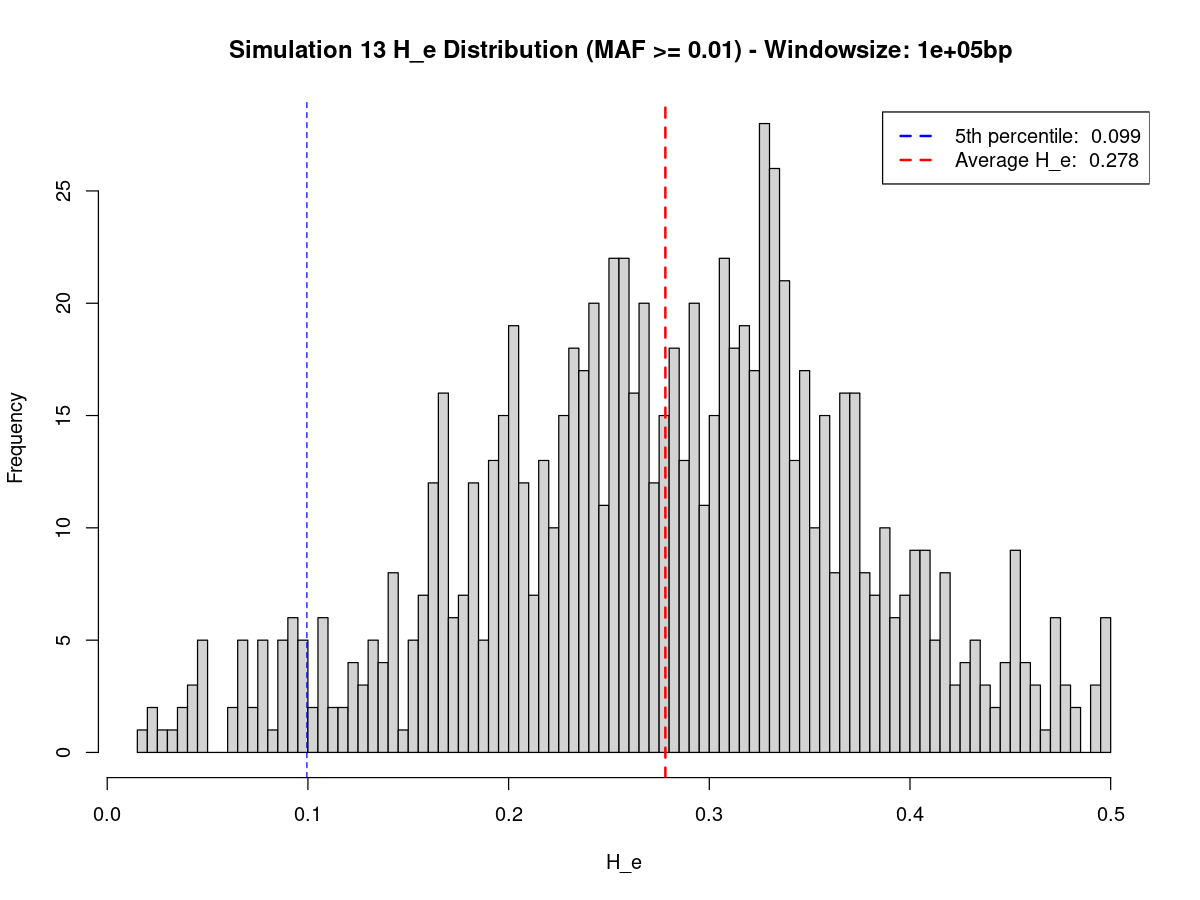 Simulation 13 H_e Distribution (MAF >= 0.01) - Windowsize: 1e+05bp
5th percentile: 0.099
Average H_e: 0.278
Frequency
25
20
15
10
5
0
0.0 0.1 0.2 0.3 0.4 0.5
H_e